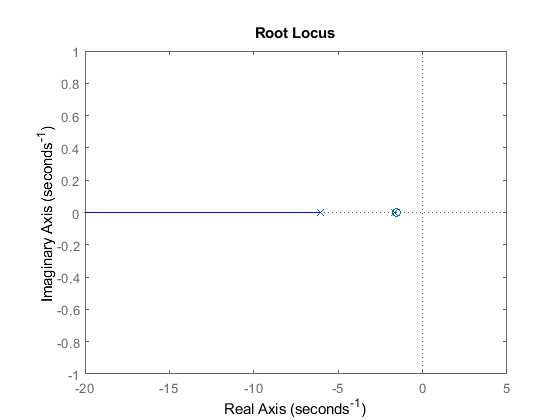 Root Locus
Imaginary Axis (seconds⁻¹)
1
0.8
0.6
0.4
0.2
0
-0.2
-0.4
-0.6
-0.8
-1
-20 -15 -10 -5 0 5
Real Axis (seconds⁻¹)